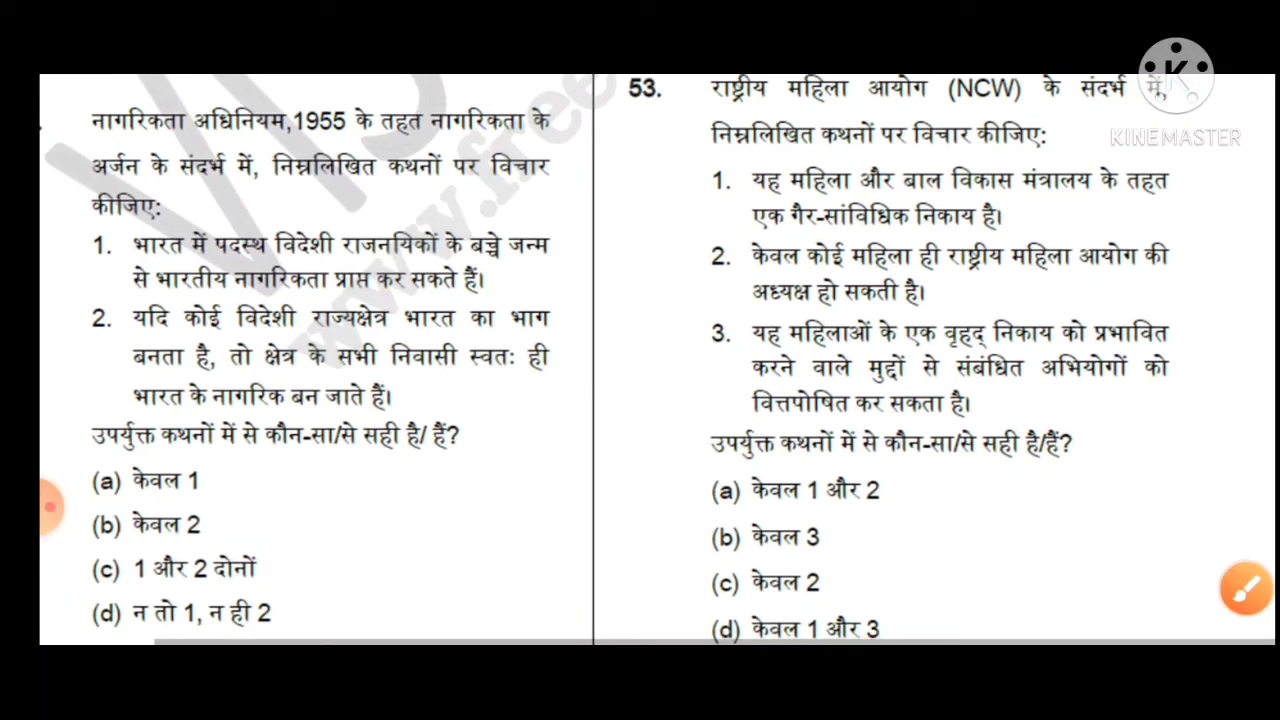 नागरिकता अधिनियम,1955 के तहत नागरिकता के
अर्जन के संदर्भ में, निम्नलिखित कथनों पर विचार
कीजिए:
1. भारत में पदस्थ विदेशी राजनयिकों के बच्चे जन्म
से भारतीय नागरिकता प्राप्त कर सकते हैं।
2. यदि कोई विदेशी राज्यक्षेत्र भारत का भाग
बनता है, तो क्षेत्र के सभी निवासी स्वतः ही
भारत के नागरिक बन जाते हैं।
उपर्युक्त कथनों में से कौन-सा/से सही है/ हैं?
(a) केवल 1
(b) केवल 2
(c) 1 और 2 दोनों
(d) न तो 1, न ही 2
53. राष्ट्रीय महिला आयोग (NCW) के संदर्भ में,
निम्नलिखित कथनों पर विचार कीजिए:
1. यह महिला और बाल विकास मंत्रालय के तहत
एक गैर-सांविधिक निकाय है।
2. केवल कोई महिला ही राष्ट्रीय महिला आयोग की
अध्यक्ष हो सकती है।
3. यह महिलाओं के एक वृहद् निकाय को प्रभावित
करने वाले मुद्दों से संबंधित अभियोगों को
वित्तपोषित कर सकता है।
उपर्युक्त कथनों में से कौन-सा/से सही है/हैं?
(a) केवल 1 और 2
(b) केवल 3
(c) केवल 2
(d) केवल 1 और 3
K
KINEMASTER
www.free